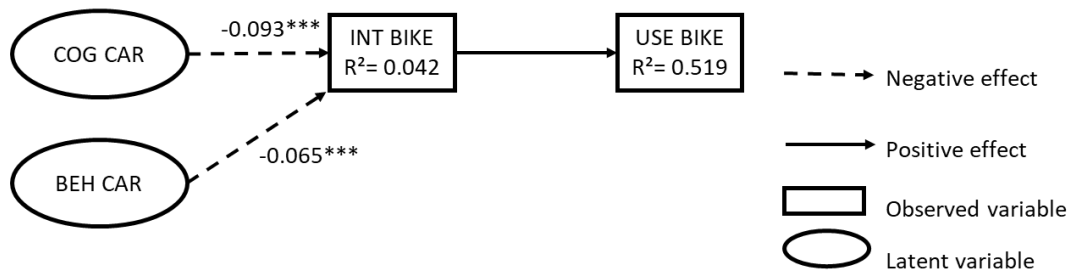 COG CAR
-0.093***
INT BIKE
R²= 0.042
USE BIKE
R²= 0.519
BEH CAR
-0.065***
Negative effect
Positive effect
Observed variable
Latent variable